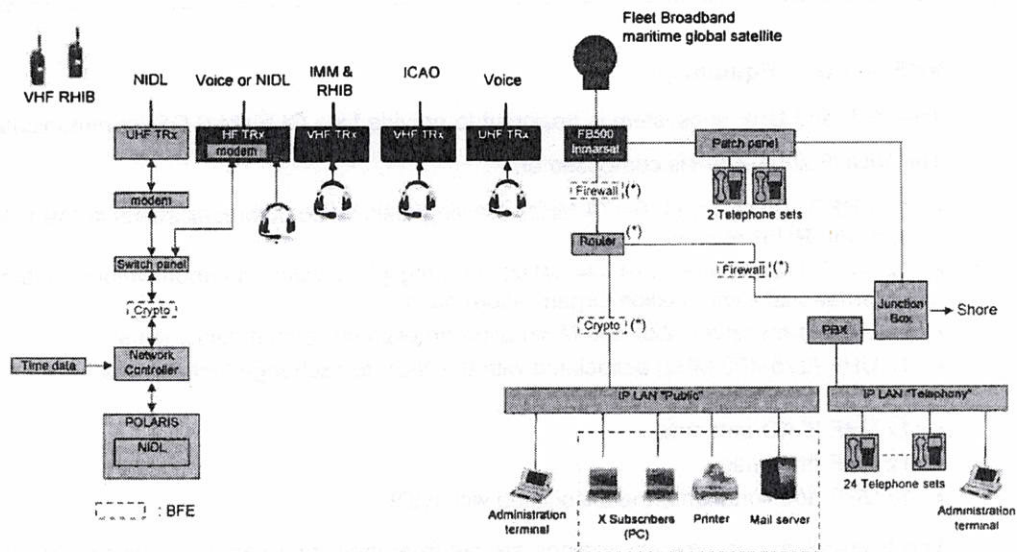 Fleet Broadband
maritime global satellite
VHF RHIB
NIDL
Voice or NIDL
IMM &
RHIB
ICAO
Voice
UHF TRx
HF TRx
modem
VHF TRx
VHF TRx
UHF TRx
FB500
Inmarsat
Patch panel
2 Telephone sets
modem
Firewall (*)
Router (*)
Firewall (*)
Switch panel
Crypto
Crypto (*)
Junction
Box
Shore
PBX
Time data
Network
Controller
IP LAN "Public"
IP LAN "Telephony"
POLARIS
NIDL
24 Telephone sets
: BFE
Administration
terminal
X Subscribers
(PC)
Printer
Mail server
Administration
terminal